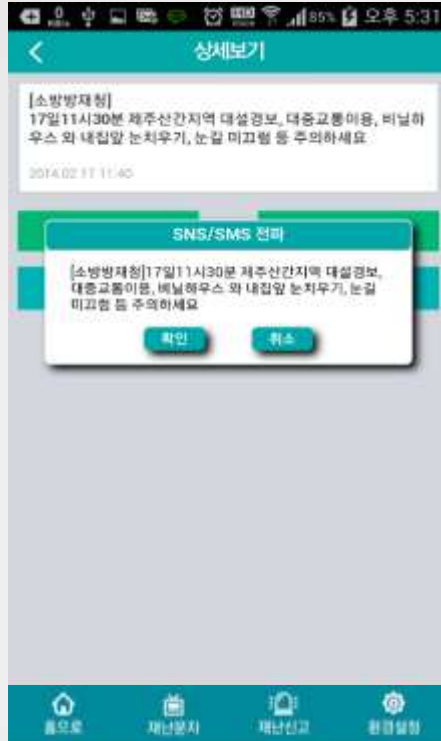 85% 오후 5:31
상세보기
[소방방재청]
17일11시30분 제주산간지역 대설경보, 대중교통이용, 비닐하
우스 와 내집앞 눈치우기, 눈길 미끄럼 등 주의하세요
2014.02.17 11:40
SNS/SMS 전파
[소방방재청]17일11시30분 제주산간지역 대설경보,
대중교통이용, 비닐하우스 와 내집앞 눈치우기, 눈길
미끄럼 등 주의하세요
확인 취소
홈으로 재난문자 재난신고 환경설정